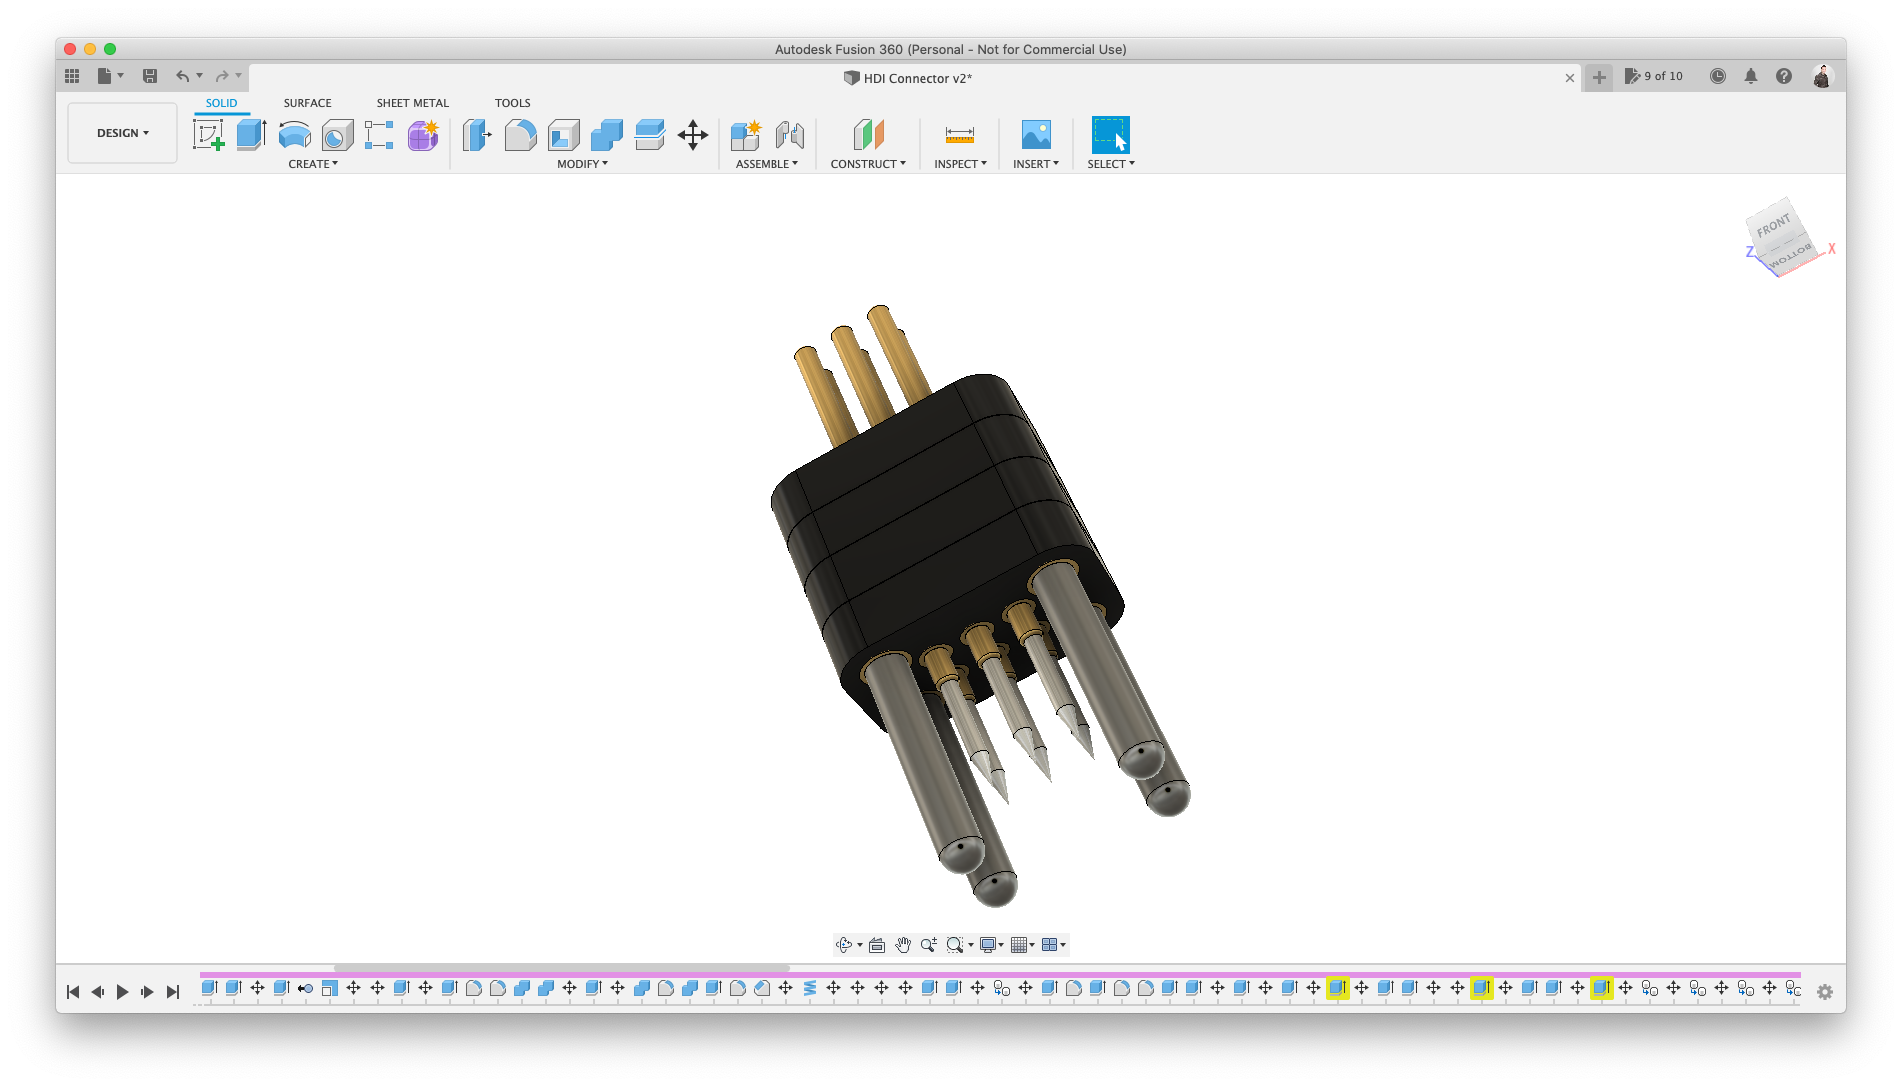 Autodesk Fusion 360 (Personal - Not for Commercial Use)
HDI Connector v2*
9 of 10
SOLID
SURFACE
SHEET METAL
TOOLS
DESIGN
CREATE
MODIFY
ASSEMBLE
CONSTRUCT
INSPECT
INSERT
SELECT
FRONT
BOTTOM
Z
X